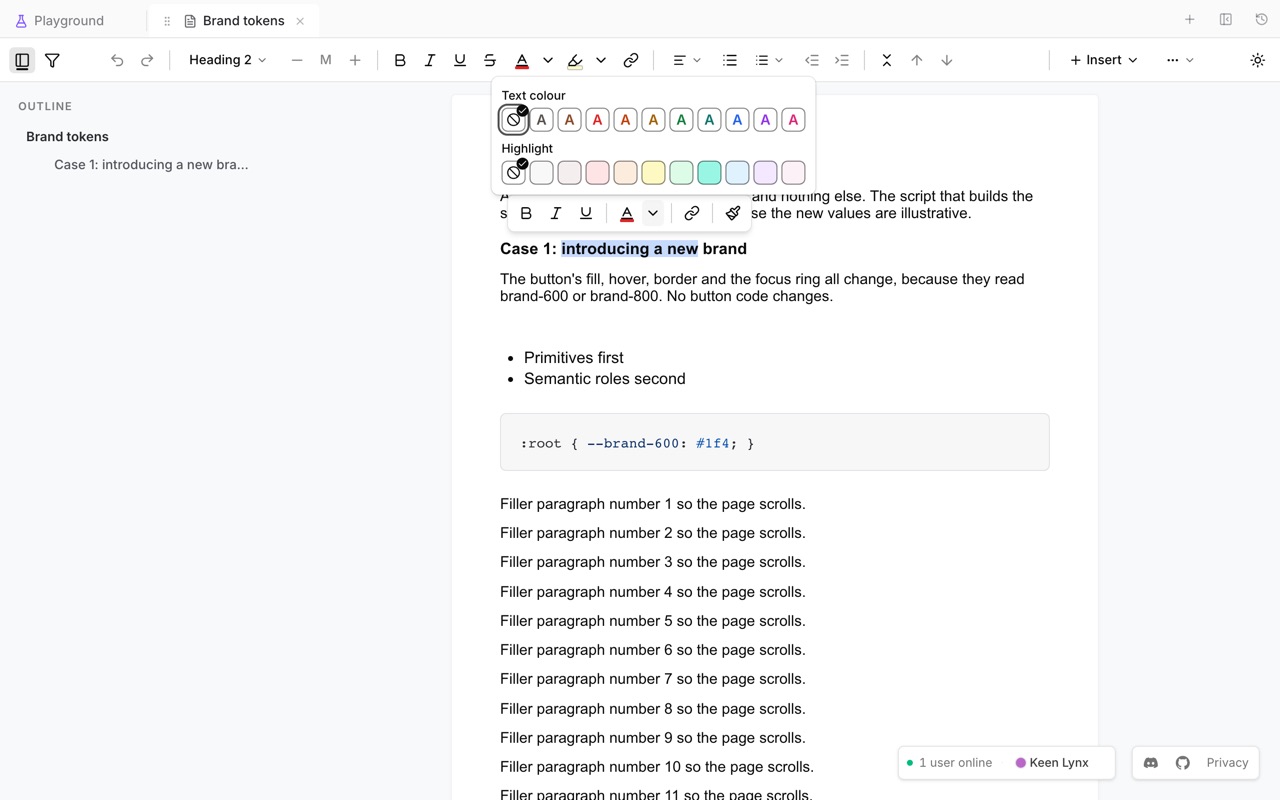 Playground
Brand tokens
Heading 2
M
Insert
OUTLINE
Brand tokens
Case 1: introducing a new bra...
Text colour
A A A A A A A A A A
Highlight
and nothing else. The script that builds the
se the new values are illustrative.
B I U A
Case 1: introducing a new brand
The button's fill, hover, border and the focus ring all change, because they read
brand-600 or brand-800. No button code changes.
• Primitives first
• Semantic roles second
:root { --brand-600: #1f4; }
Filler paragraph number 1 so the page scrolls.
Filler paragraph number 2 so the page scrolls.
Filler paragraph number 3 so the page scrolls.
Filler paragraph number 4 so the page scrolls.
Filler paragraph number 5 so the page scrolls.
Filler paragraph number 6 so the page scrolls.
Filler paragraph number 7 so the page scrolls.
Filler paragraph number 8 so the page scrolls.
Filler paragraph number 9 so the page scrolls.
Filler paragraph number 10 so the page scrolls.
Filler paragraph number 11 so the page scrolls.
1 user online
Keen Lynx
Privacy